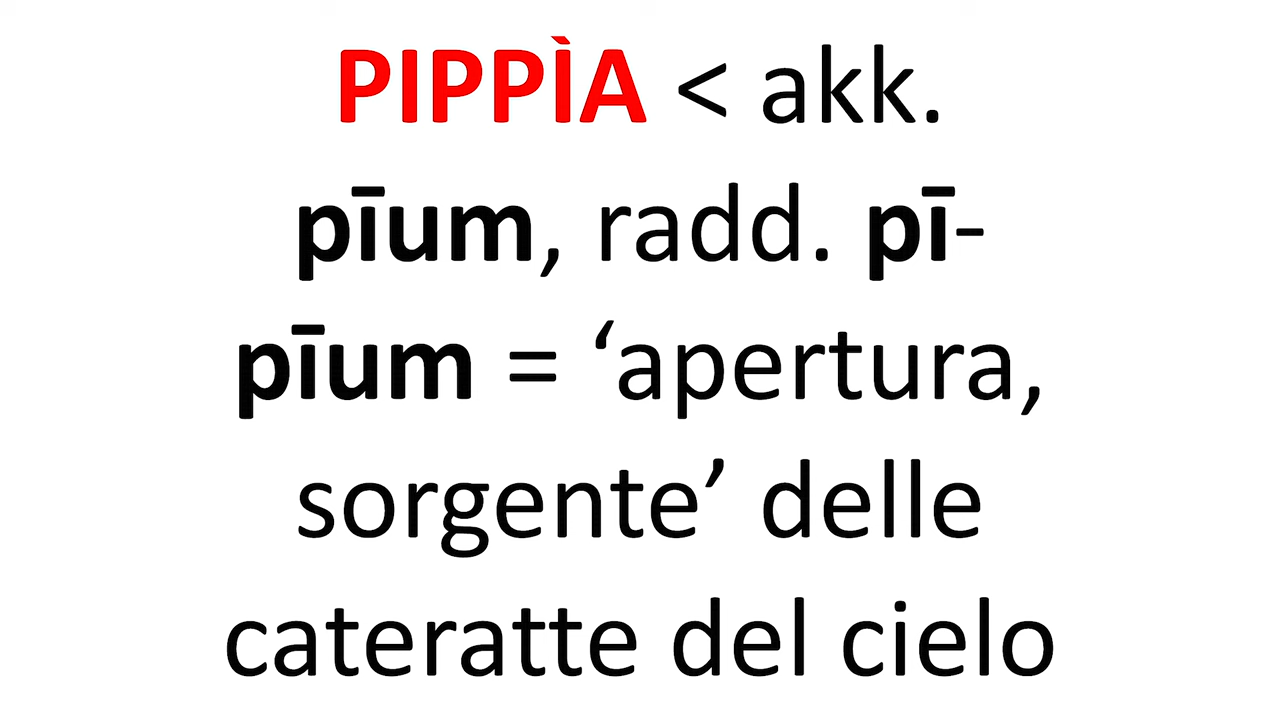 PIPPÌA < akk.
pīum, radd. pī-
pīum = ‘apertura,
sorgente’ delle
cateratte del cielo